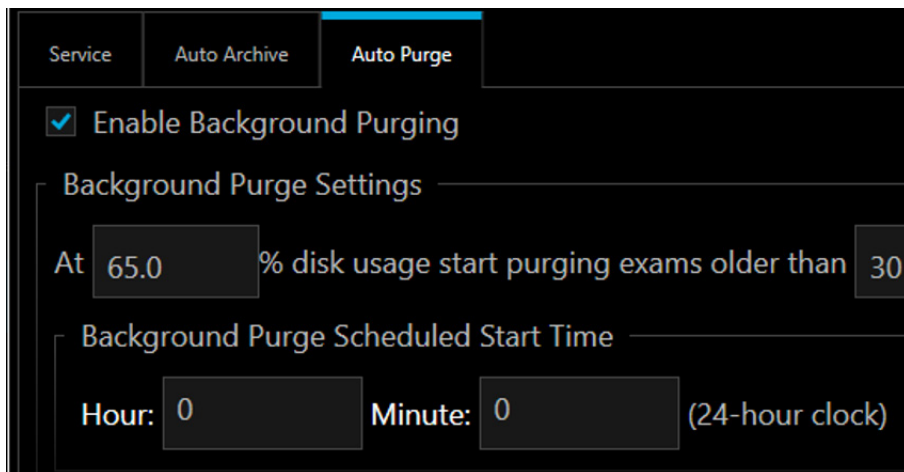 Service Auto Archive Auto Purge
Enable Background Purging
Background Purge Settings
At 65.0 % disk usage start purging exams older than 30
Background Purge Scheduled Start Time
Hour: 0 Minute: 0 (24-hour clock)